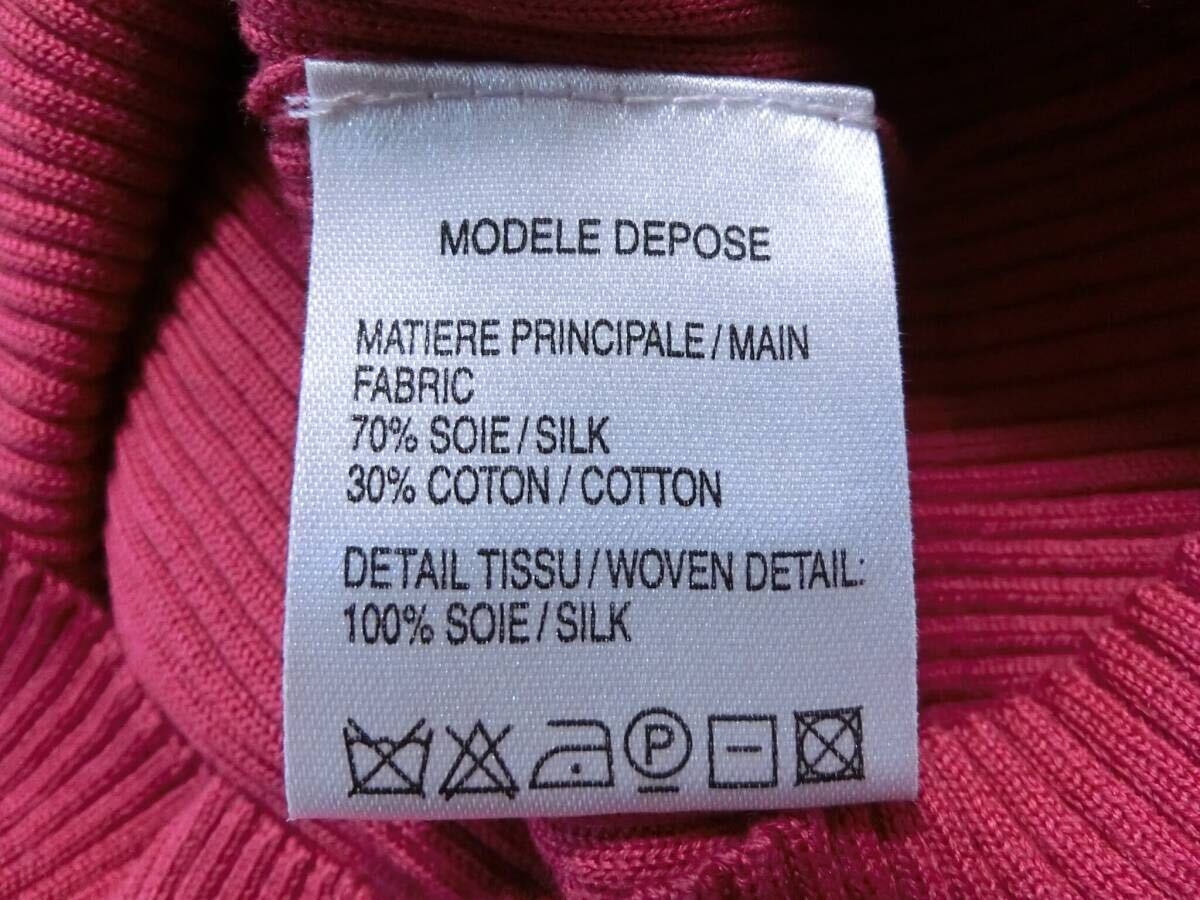 MODELE DEPOSE
MATIERE PRINCIPALE / MAIN
FABRIC
70% SOIE / SILK
30% COTON / COTTON
DETAIL TISSU / WOVEN DETAIL:
100% SOIE / SILK
P